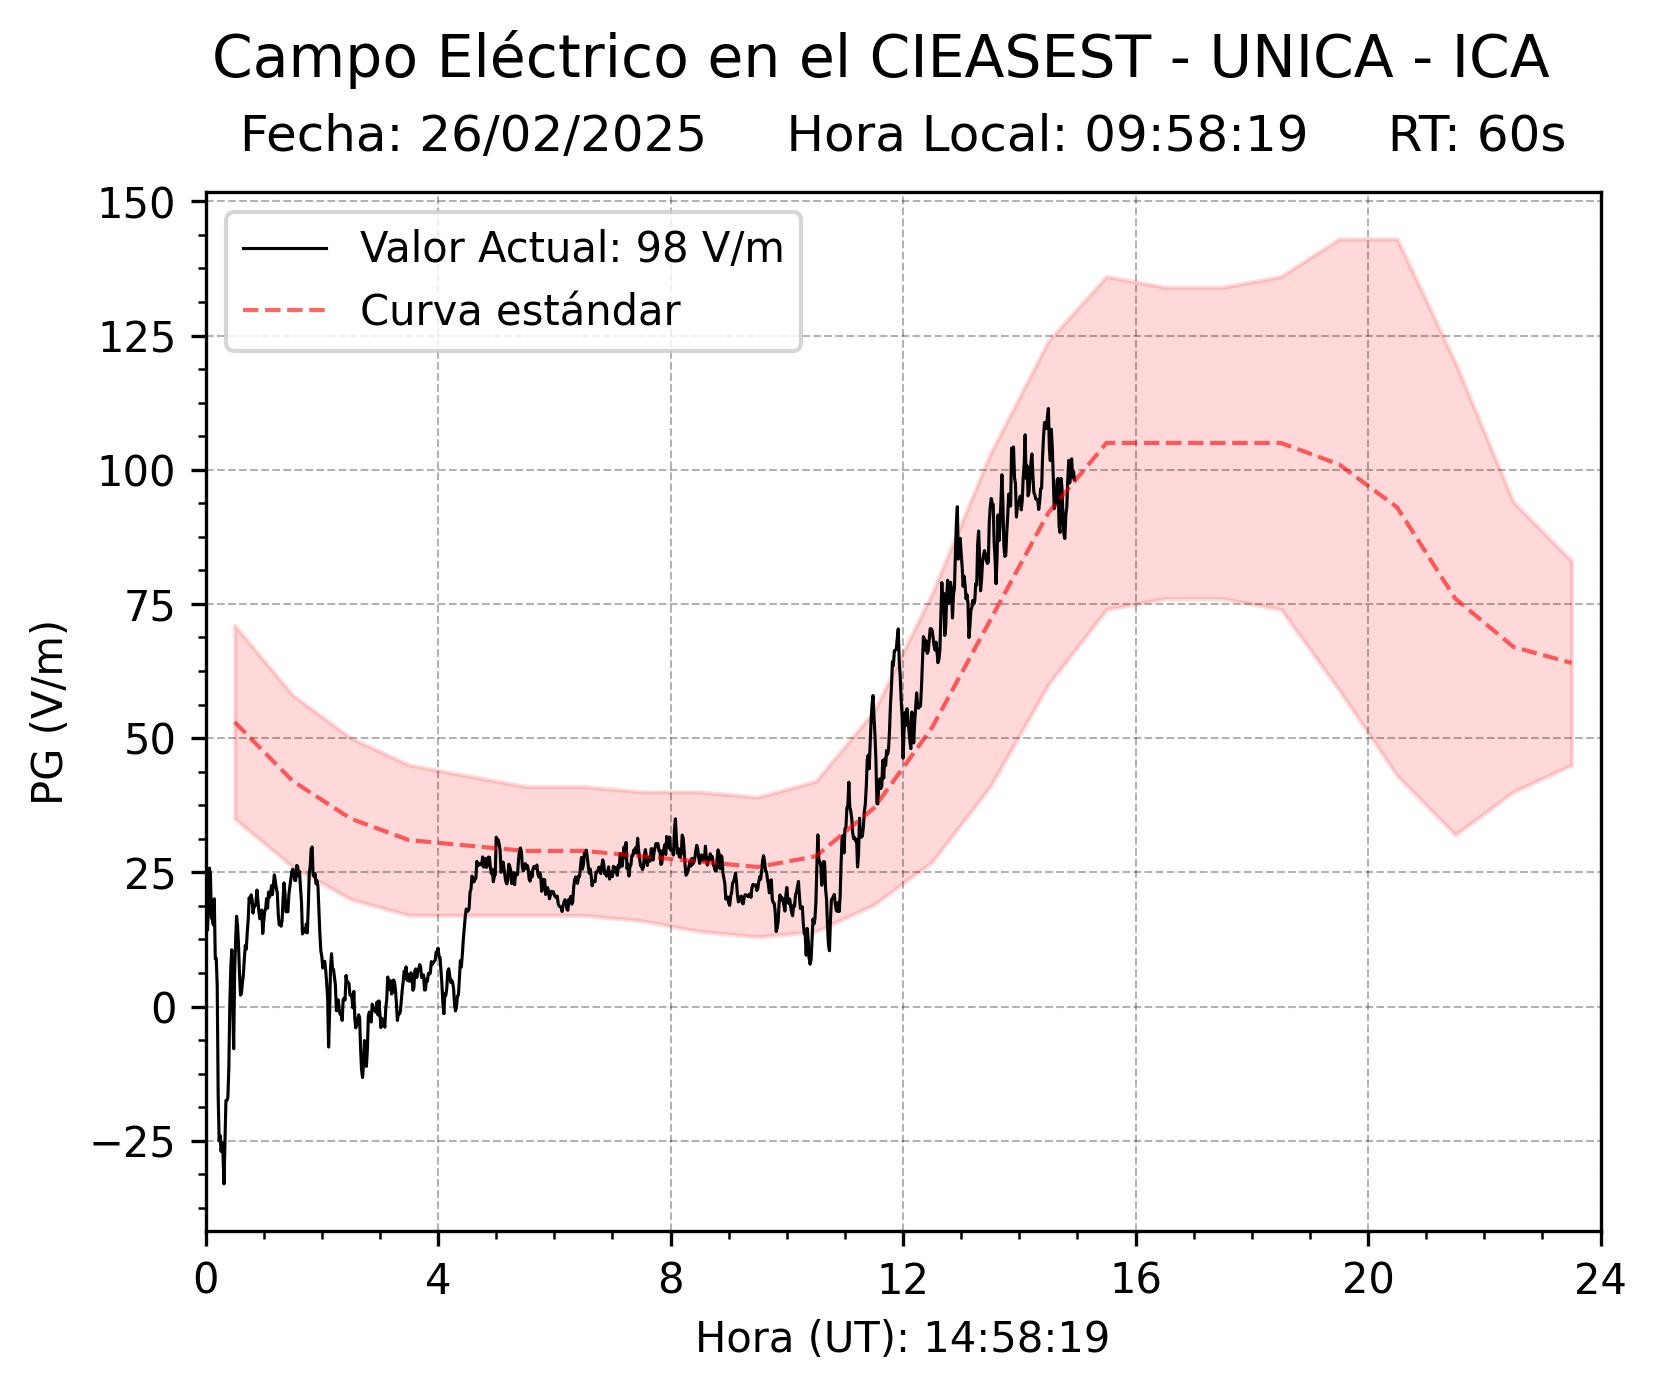 Campo Eléctrico en el CIEASEST - UNICA - ICA
Fecha: 26/02/2025 Hora Local: 09:58:19 RT: 60s
Valor Actual: 98 V/m
Curva estándar
150
125
100
75
50
25
0
−25
PG (V/m)
0 4 8 12 16 20 24
Hora (UT): 14:58:19